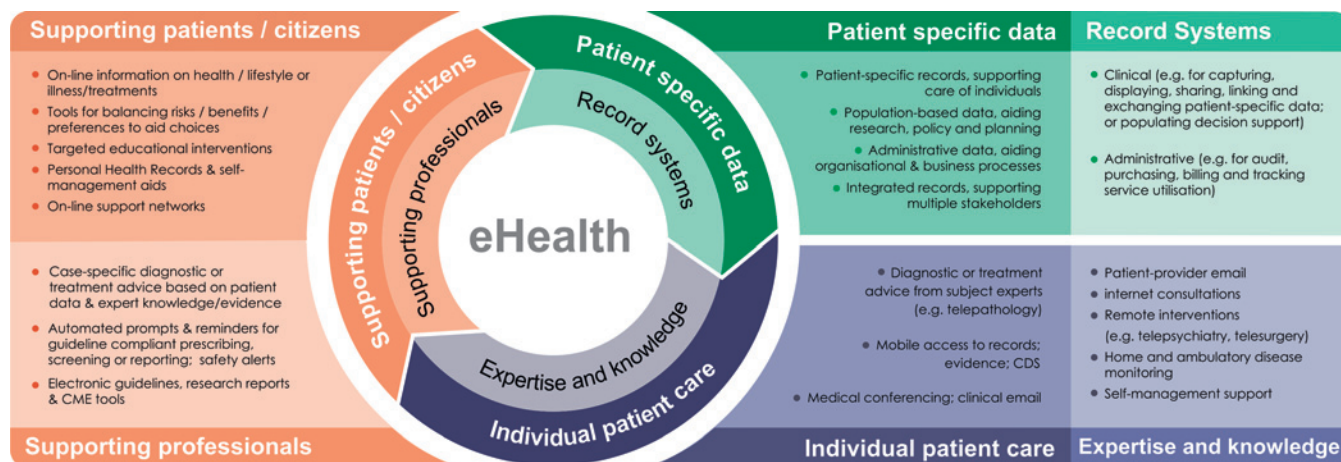 Supporting patients / citizens
On-line information on health / lifestyle or
illness/treatments
Tools for balancing risks / benefits /
preferences to aid choices
Targeted educational interventions
Personal Health Records & self-
management aids
On-line support networks
Case-specific diagnostic or
treatment advice based on patient
data & expert knowledge/evidence
Automated prompts & reminders for
guideline compliant prescribing,
screening or reporting; safety alerts
Electronic guidelines, research reports
& CME tools
Supporting professionals
Supporting patients / citizens
Supporting professionals
Patient specific data
Record systems
eHealth
Expertise and knowledge
Individual patient care
Patient specific data
Patient-specific records, supporting
care of individuals
Population-based data, aiding
research, policy and planning
Administrative data, aiding
organisational & business processes
Integrated records, supporting
multiple stakeholders
Record Systems
Clinical (e.g. for capturing,
displaying, sharing, linking and
exchanging patient-specific data;
or populating decision support)
Administrative (e.g. for audit,
purchasing, billing and tracking
service utilisation)
Diagnostic or treatment
advice from subject experts
(e.g. telepathology)
Mobile access to records;
evidence; CDS
Medical conferencing; clinical email
Individual patient care
Patient-provider email
internet consultations
Remote interventions
(e.g. telepsychiatry, telesurgery)
Home and ambulatory disease
monitoring
Self-management support
Expertise and knowledge